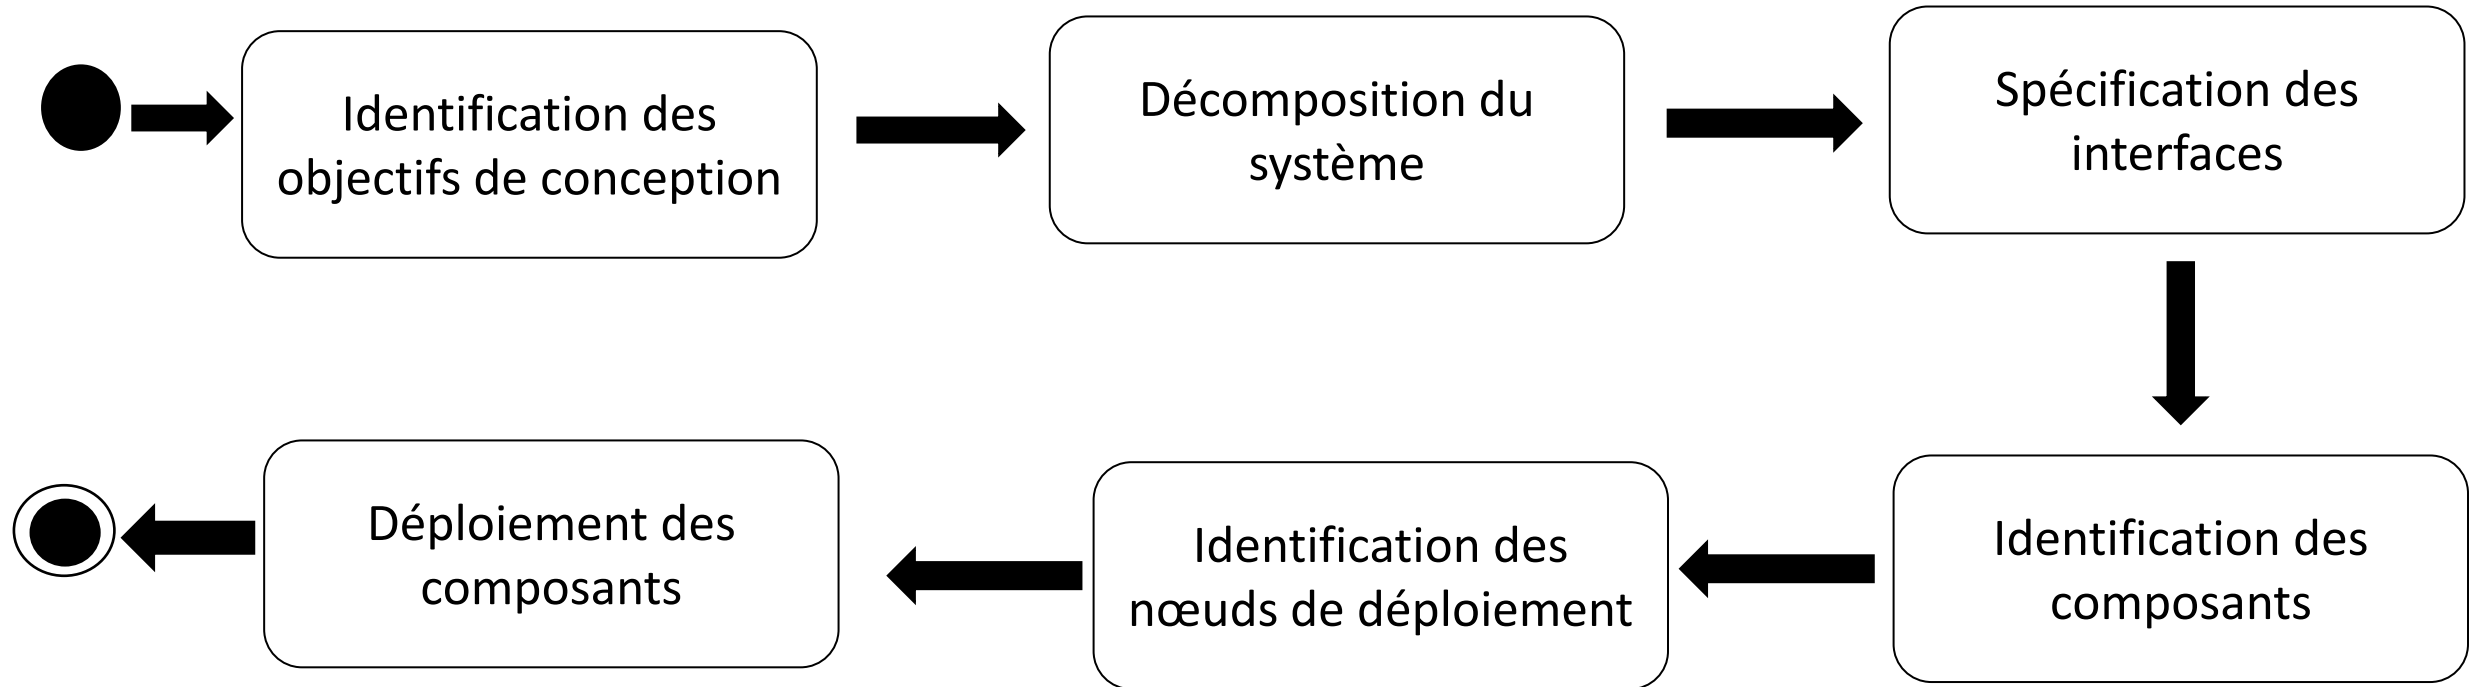 Identification des
objectifs de conception
Décomposition du
système
Spécification des
interfaces
Identification des
composants
Identification des
nœuds de déploiement
Déploiement des
composants